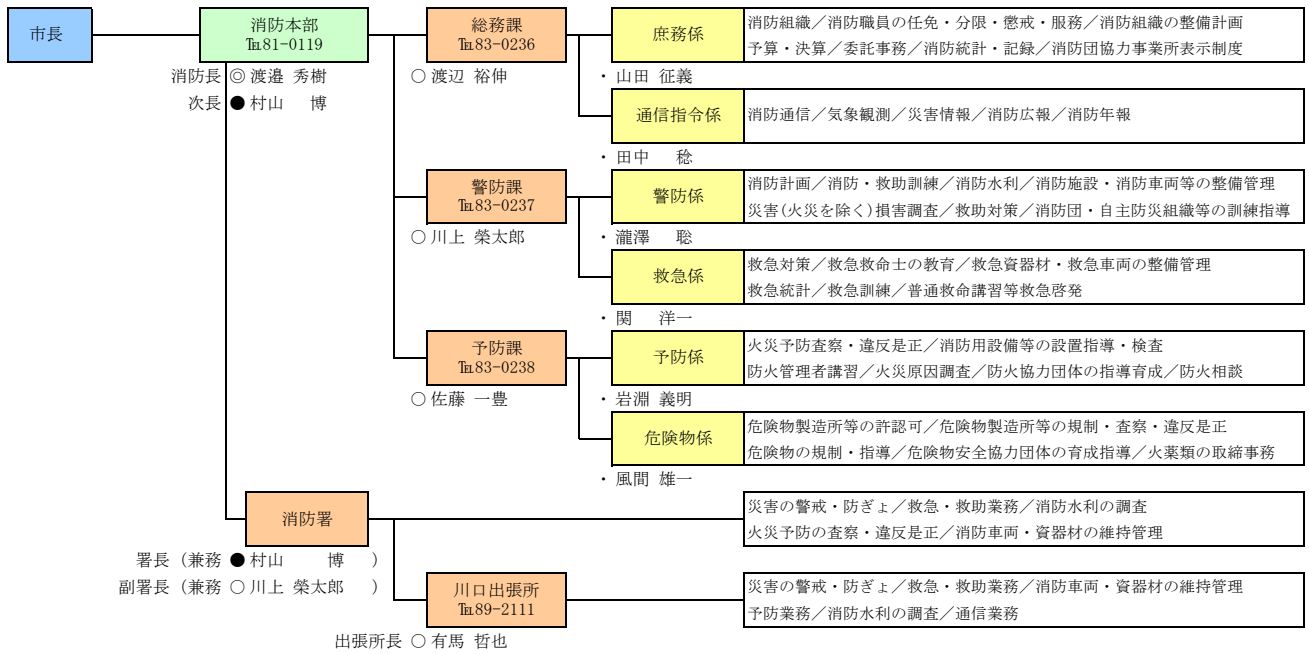 市長
消防本部
℡81-0119
消防長 ◎ 渡邉 秀樹
次長 ● 村山 博
総務課
℡83-0236
○ 渡辺 裕伸
庶務係
消防組織／消防職員の任免・分限・懲戒・服務／消防組織の整備計画
予算・決算／委託事務／消防統計・記録／消防団協力事業所表示制度
・ 山田 征義
通信指令係
消防通信／気象観測／災害情報／消防広報／消防年報
・ 田中 稔
警防課
℡83-0237
○ 川上 榮太郎
警防係
消防計画／消防・救助訓練／消防水利／消防施設・消防車両等の整備管理
災害(火災を除く)損害調査／救助対策／消防団・自主防災組織等の訓練指導
・ 瀧澤 聡
救急係
救急対策／救急救命士の教育／救急資器材・救急車両の整備管理
救急統計／救急訓練／普通救命講習等救急啓発
・ 関 洋一
予防課
℡83-0238
○ 佐藤 一豊
予防係
火災予防査察・違反是正／消防用設備等の設置指導・検査
防火管理者講習／火災原因調査／防火協力団体の指導育成／防火相談
・ 岩淵 義明
危険物係
危険物製造所等の許認可／危険物製造所等の規制・査察・違反是正
危険物の規制・指導／危険物安全協力団体の育成指導／火薬類の取締事務
・ 風間 雄一
消防署
署長（兼務 ● 村山 博 ）
副署長（兼務 ○ 川上 榮太郎 ）
災害の警戒・防ぎょ／救急・救助業務／消防水利の調査
火災予防の査察・違反是正／消防車両・資器材の維持管理
川口出張所
℡89-2111
出張所長 ○ 有馬 哲也
災害の警戒・防ぎょ／救急・救助業務／消防車両・資器材の維持管理
予防業務／消防水利の調査／通信業務